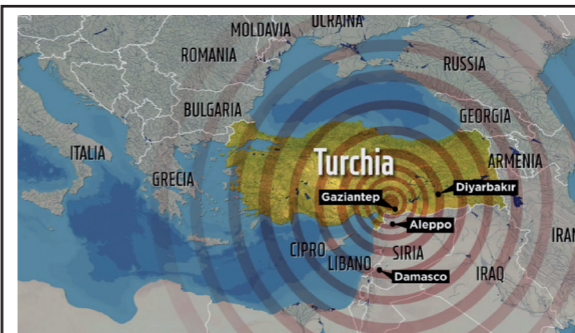 MOLDAVIA
UCRAINA
ROMANIA
RUSSIA
BULGARIA
GEORGIA
ITALIA
Turchia
ARMENIA
GRECIA
Gaziantep
Diyarbakır
Aleppo
CIPRO
SIRIA
LIBANO
IRAN
Damasco
IRAQ